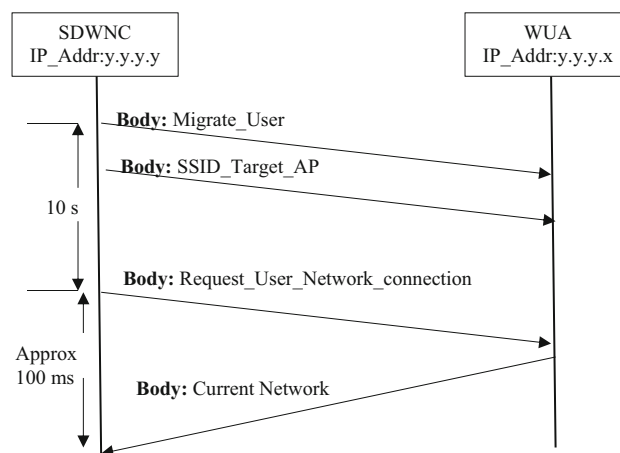 SDWNC
IP_Addr:y.y.y.y
WUA
IP_Addr:y.y.y.x
Body: Migrate_User
Body: SSID_Target_AP
10 s
Body: Request_User_Network_connection
Approx
100 ms
Body: Current Network